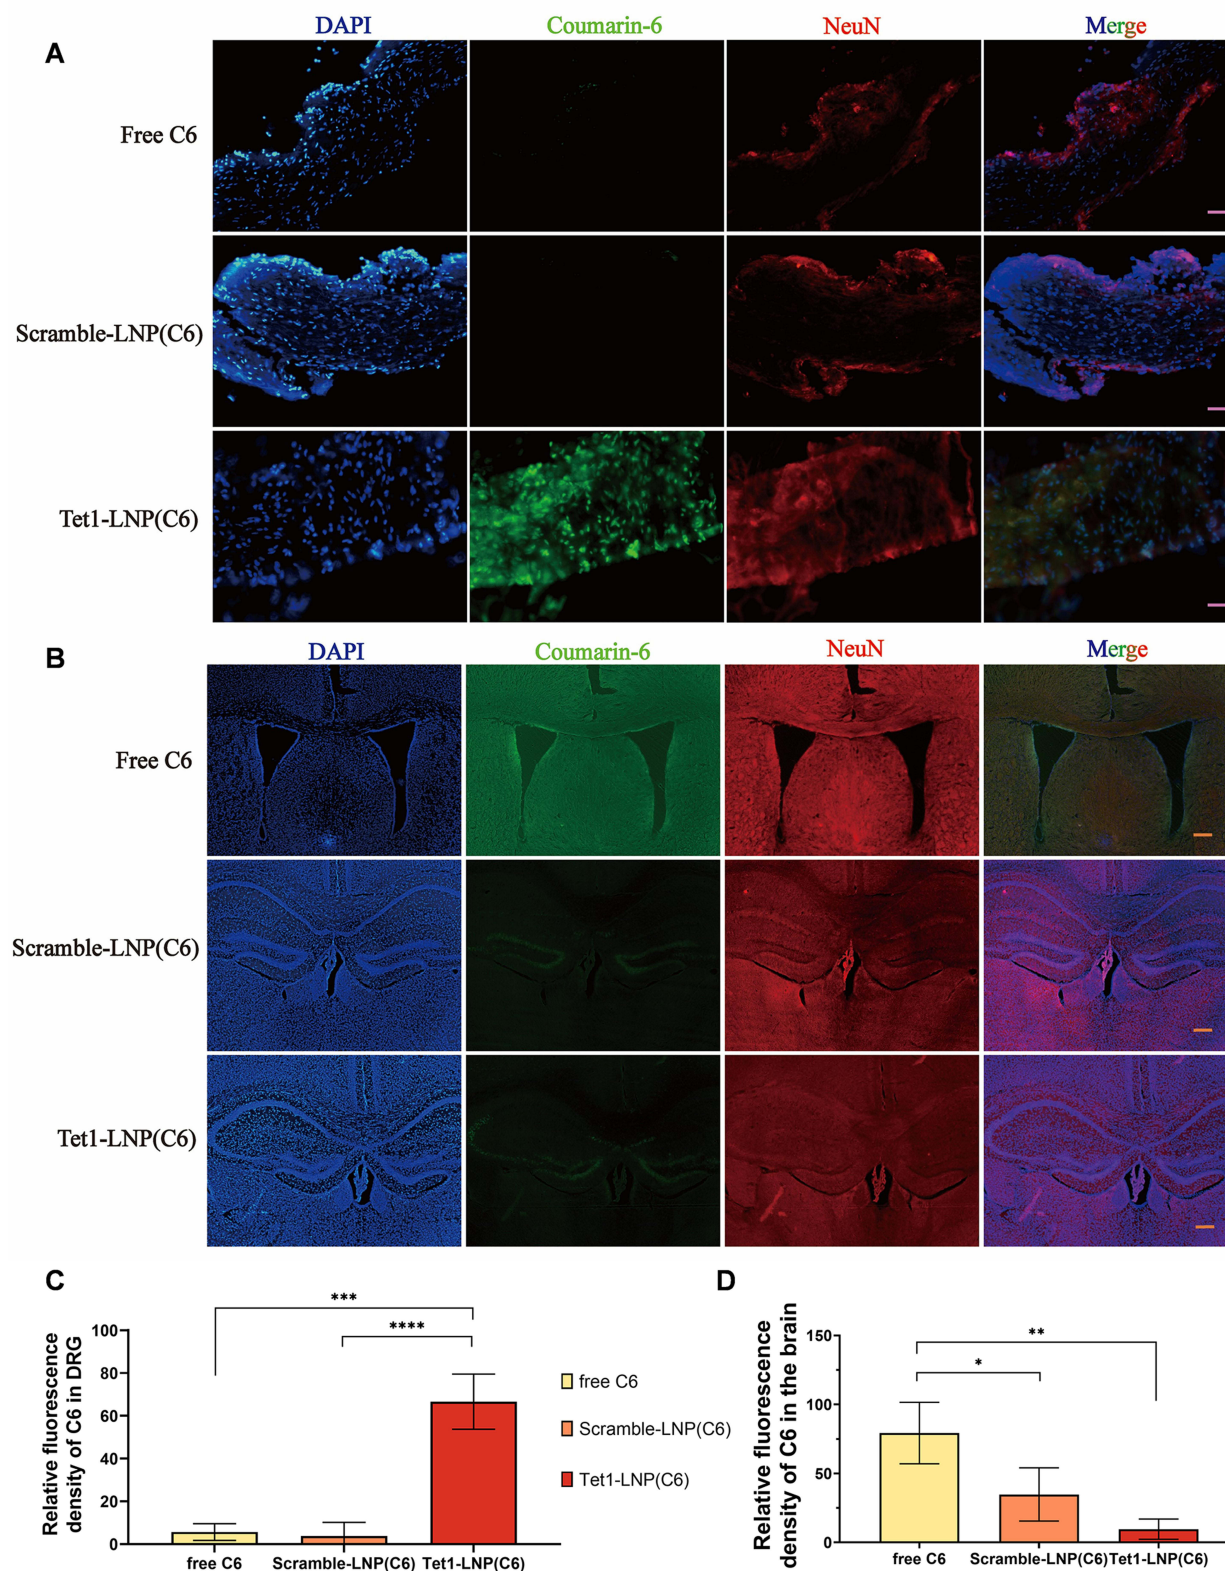 A
DAPI Coumarin-6 NeuN Merge
Free C6
Scramble-LNP(C6)
Tet1-LNP(C6)
B
DAPI Coumarin-6 NeuN Merge
Free C6
Scramble-LNP(C6)
Tet1-LNP(C6)
C
Relative fluorescence
density of C6 in DRG
100
80
60
40
20
0
***
****
free C6 Scramble-LNP(C6) Tet1-LNP(C6)
free C6
Scramble-LNP(C6)
Tet1-LNP(C6)
D
Relative fluorescence
density of C6 in the brain
150
100
50
0
**
*
free C6 Scramble-LNP(C6) Tet1-LNP(C6)